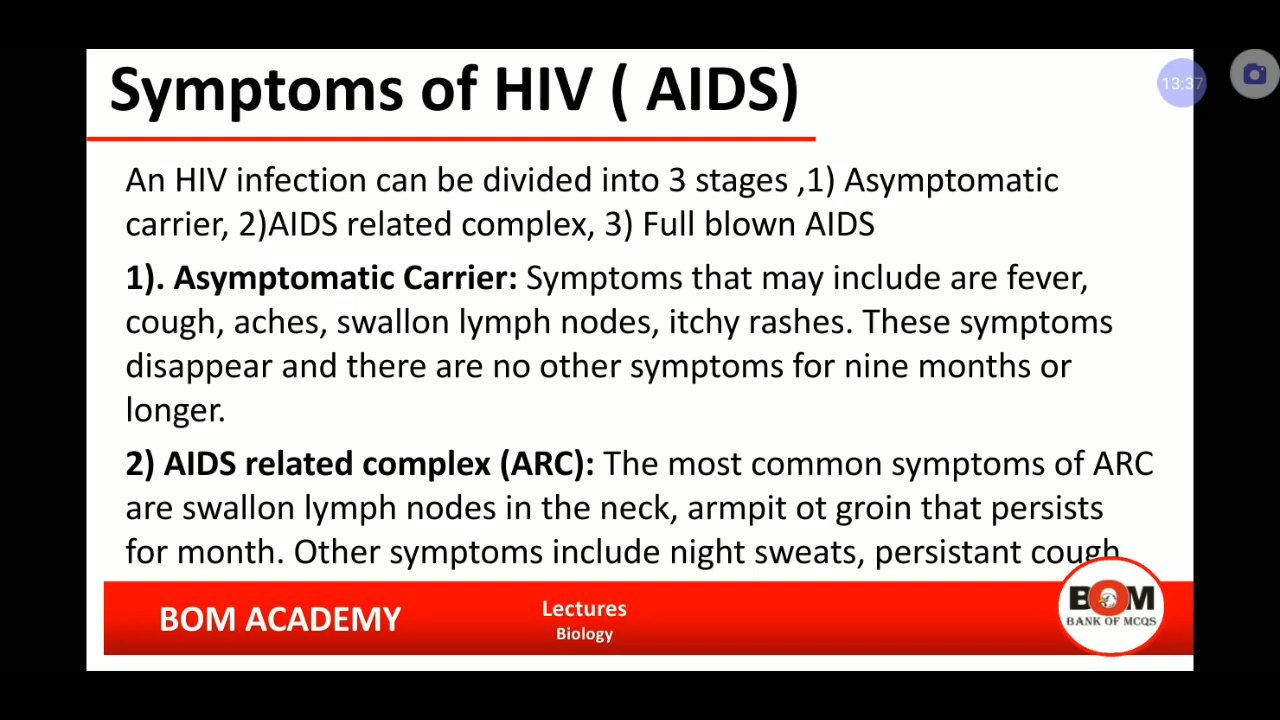 Symptoms of HIV ( AIDS)
13:37
An HIV infection can be divided into 3 stages ,1) Asymptomatic
carrier, 2)AIDS related complex, 3) Full blown AIDS
1). Asymptomatic Carrier: Symptoms that may include are fever,
cough, aches, swallon lymph nodes, itchy rashes. These symptoms
disappear and there are no other symptoms for nine months or
longer.
2) AIDS related complex (ARC): The most common symptoms of ARC
are swallon lymph nodes in the neck, armpit ot groin that persists
for month. Other symptoms include night sweats, persistant cough
BOM ACADEMY
Lectures
Biology
BOM
BANK OF MCQS